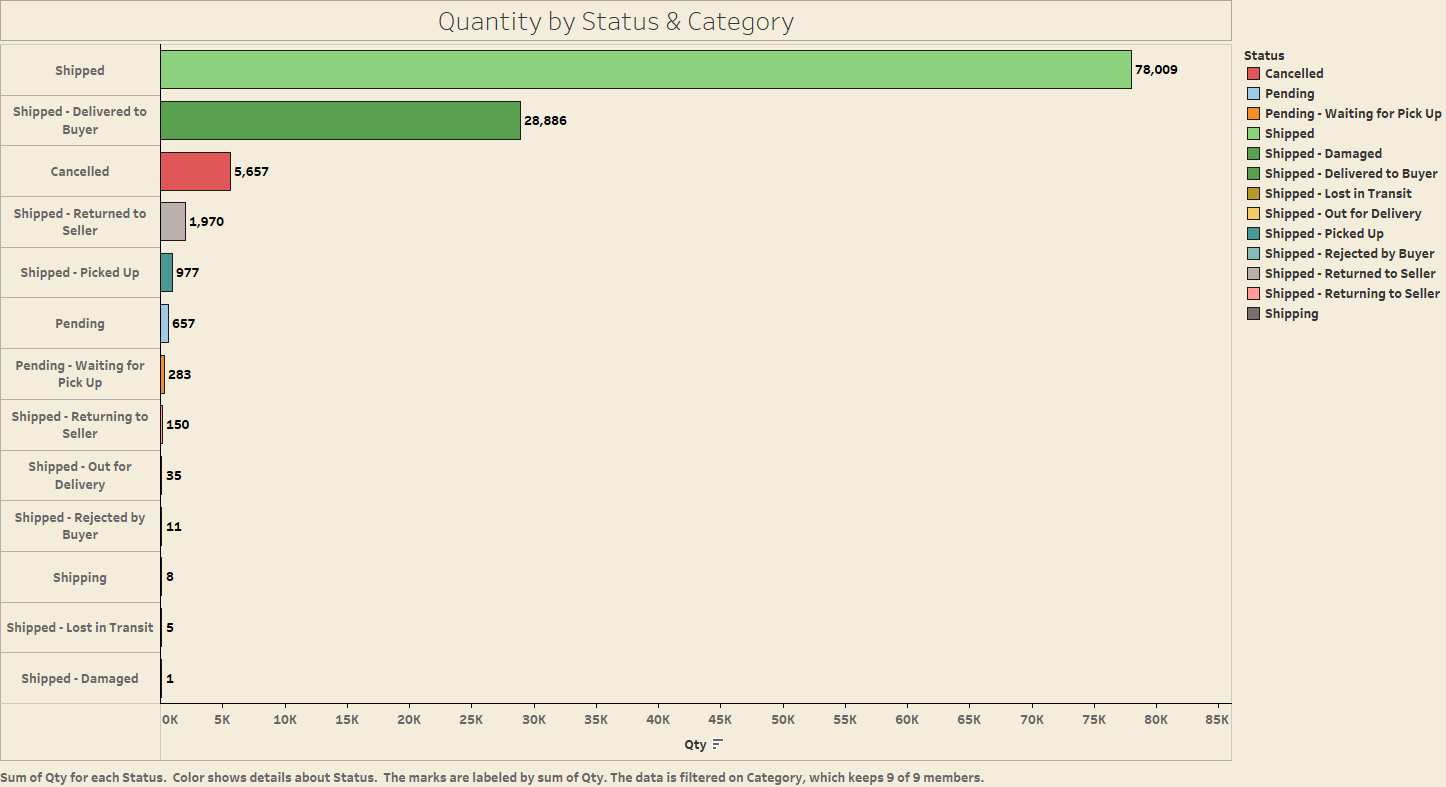 Quantity by Status & Category
Shipped
78,009
Shipped - Delivered to
Buyer
28,886
Cancelled
5,657
Shipped - Returned to
Seller
1,970
Shipped - Picked Up
977
Pending
657
Pending - Waiting for
Pick Up
283
Shipped - Returning to
Seller
150
Shipped - Out for
Delivery
35
Shipped - Rejected by
Buyer
11
Shipping
8
Shipped - Lost in Transit
5
Shipped - Damaged
1
0K 5K 10K 15K 20K 25K 30K 35K 40K 45K 50K 55K 60K 65K 70K 75K 80K 85K
Qty
Status
Cancelled
Pending
Pending - Waiting for Pick Up
Shipped
Shipped - Damaged
Shipped - Delivered to Buyer
Shipped - Lost in Transit
Shipped - Out for Delivery
Shipped - Picked Up
Shipped - Rejected by Buyer
Shipped - Returned to Seller
Shipped - Returning to Seller
Shipping
Sum of Qty for each Status.  Color shows details about Status.  The marks are labeled by sum of Qty. The data is filtered on Category, which keeps 9 of 9 members.